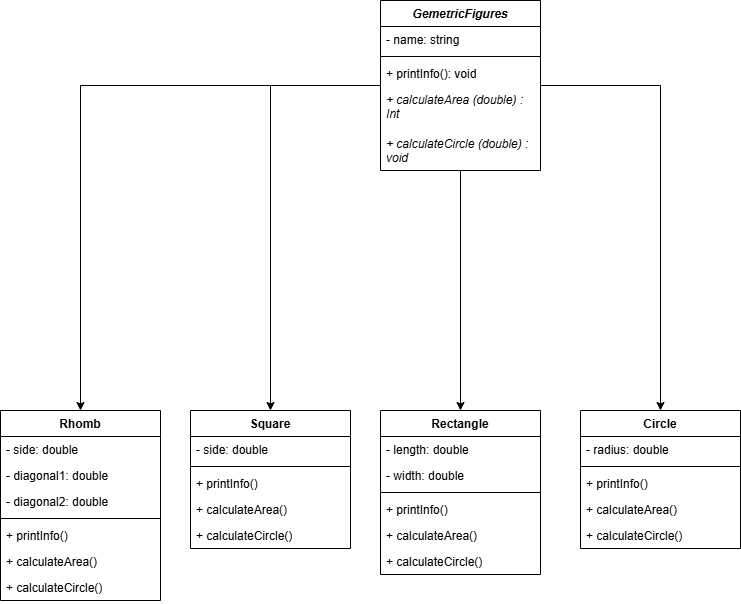 GemetricFigures
- name: string
+ printInfo(): void
+ calculateArea (double) :
Int
+ calculateCircle (double) :
void
Rhomb
- side: double
- diagonal1: double
- diagonal2: double
+ printInfo()
+ calculateArea()
+ calculateCircle()
Square
- side: double
+ printInfo()
+ calculateArea()
+ calculateCircle()
Rectangle
- length: double
- width: double
+ printInfo()
+ calculateArea()
+ calculateCircle()
Circle
- radius: double
+ printInfo()
+ calculateArea()
+ calculateCircle()